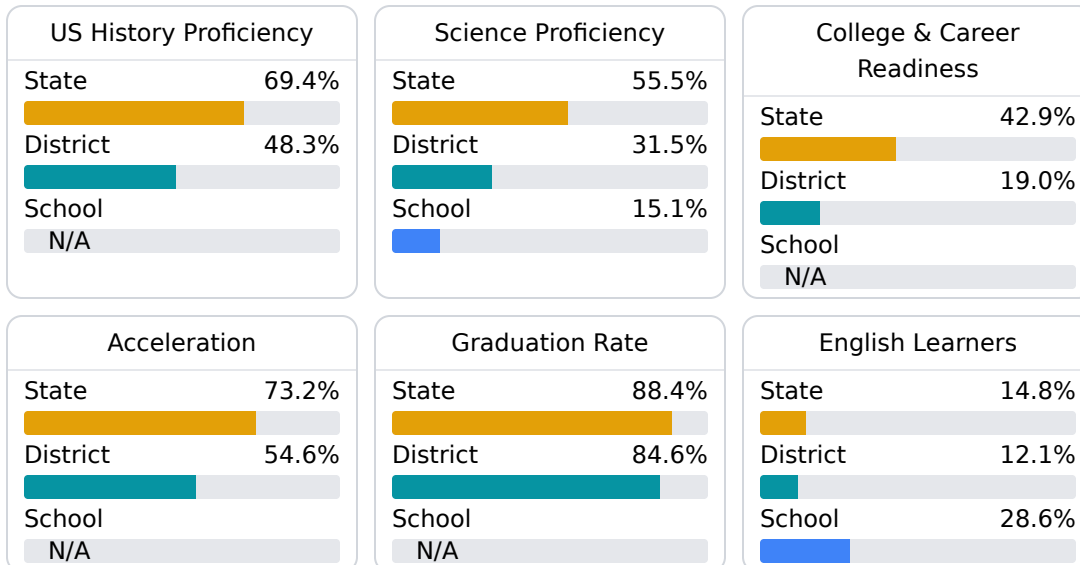 US History Proficiency
State 69.4%
District 48.3%
School
N/A
Science Proficiency
State 55.5%
District 31.5%
School 15.1%
College & Career
Readiness
State 42.9%
District 19.0%
School
N/A
Acceleration
State 73.2%
District 54.6%
School
N/A
Graduation Rate
State 88.4%
District 84.6%
School
N/A
English Learners
State 14.8%
District 12.1%
School 28.6%